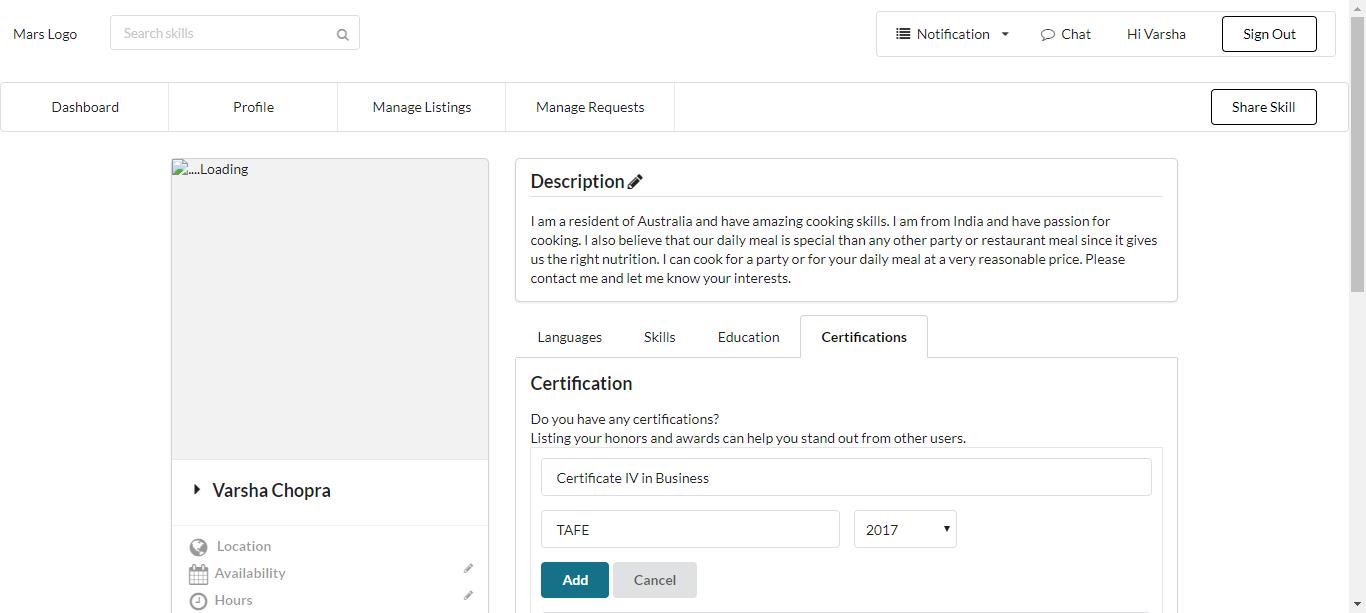 Mars Logo
Search skills
Notification
Chat
Hi Varsha
Sign Out
Dashboard
Profile
Manage Listings
Manage Requests
Share Skill
....Loading
Varsha Chopra
Location
Availability
Hours
Description
I am a resident of Australia and have amazing cooking skills. I am from India and have passion for
cooking. I also believe that our daily meal is special than any other party or restaurant meal since it gives
us the right nutrition. I can cook for a party or for your daily meal at a very reasonable price. Please
contact me and let me know your interests.
Languages
Skills
Education
Certifications
Certification
Do you have any certifications?
Listing your honors and awards can help you stand out from other users.
Certificate IV in Business
TAFE
2017
Add
Cancel